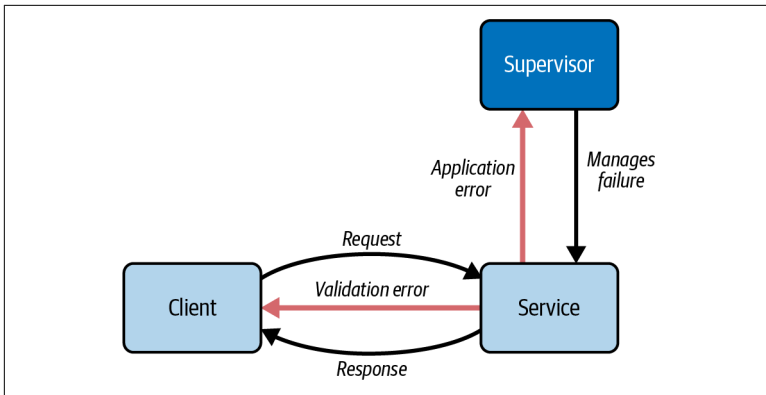 Supervisor
Application
error
Manages
failure
Request
Client
Validation error
Service
Response